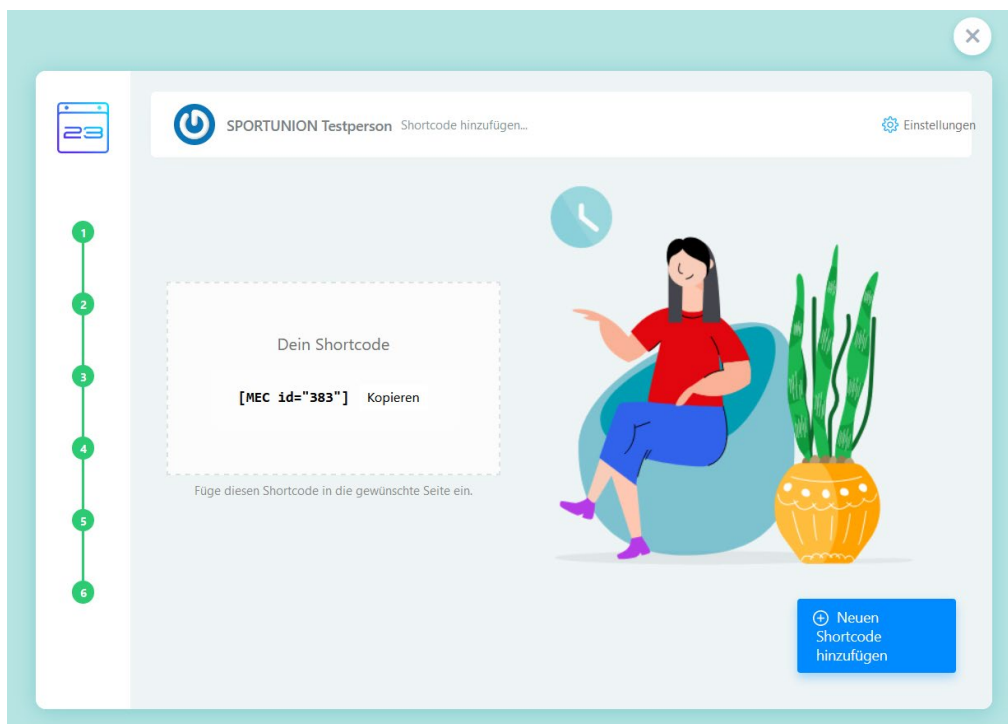 23
SPORTUNION Testperson Shortcode hinzufügen...
Einstellungen
1
2
3
4
5
6
Dein Shortcode
[MEC id="383"] Kopieren
Füge diesen Shortcode in die gewünschte Seite ein.
Neuen
Shortcode
hinzufügen